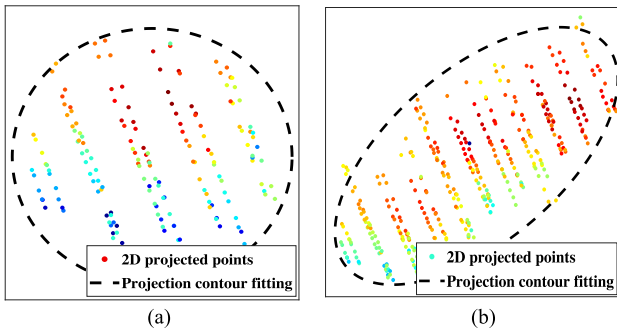 2D projected points
Projection contour fitting
2D projected points
Projection contour fitting
(a)
(b)